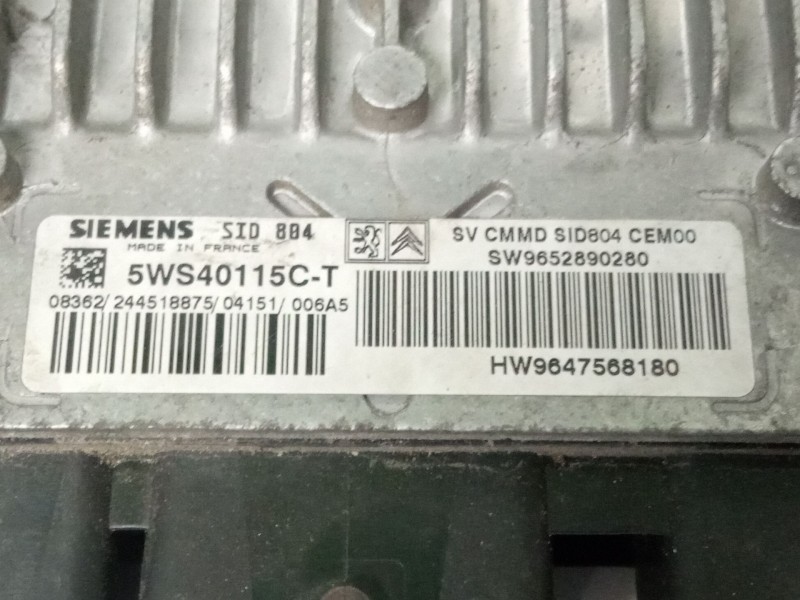 SIEMENS SID 804
MADE IN FRANCE
5WS40115C-T
08362/244518875/04151/006A5
SV CMMD SID804 CEM00
SW9652890280
HW9647568180